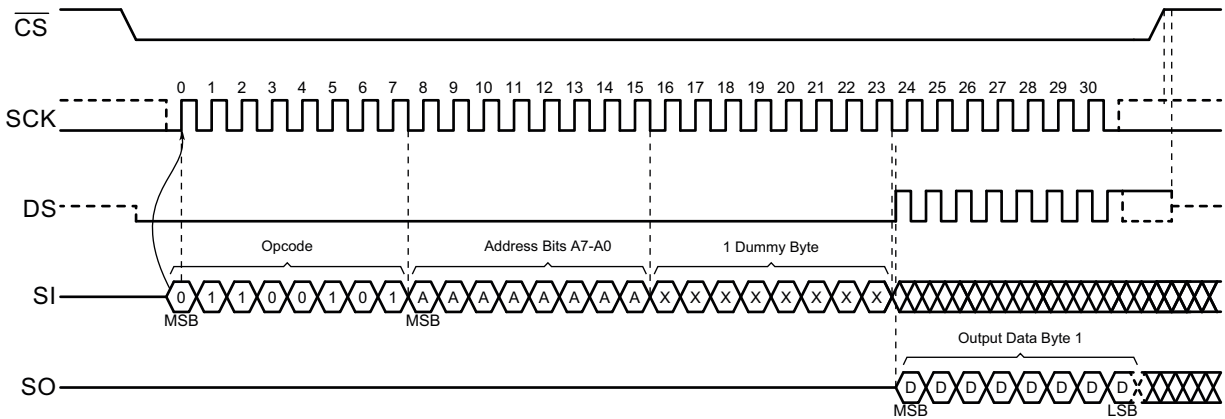 CS
0 1 2 3 4 5 6 7 8 9 10 11 12 13 14 15 16 17 18 19 20 21 22 23 24 25 26 27 28 29 30
SCK
DS
Opcode Address Bits A7-A0 1 Dummy Byte
SI 0 1 1 0 0 1 0 1 A A A A A A A A X X X X X X X X
MSB MSB
Output Data Byte 1
SO D D D D D D D D
MSB LSB